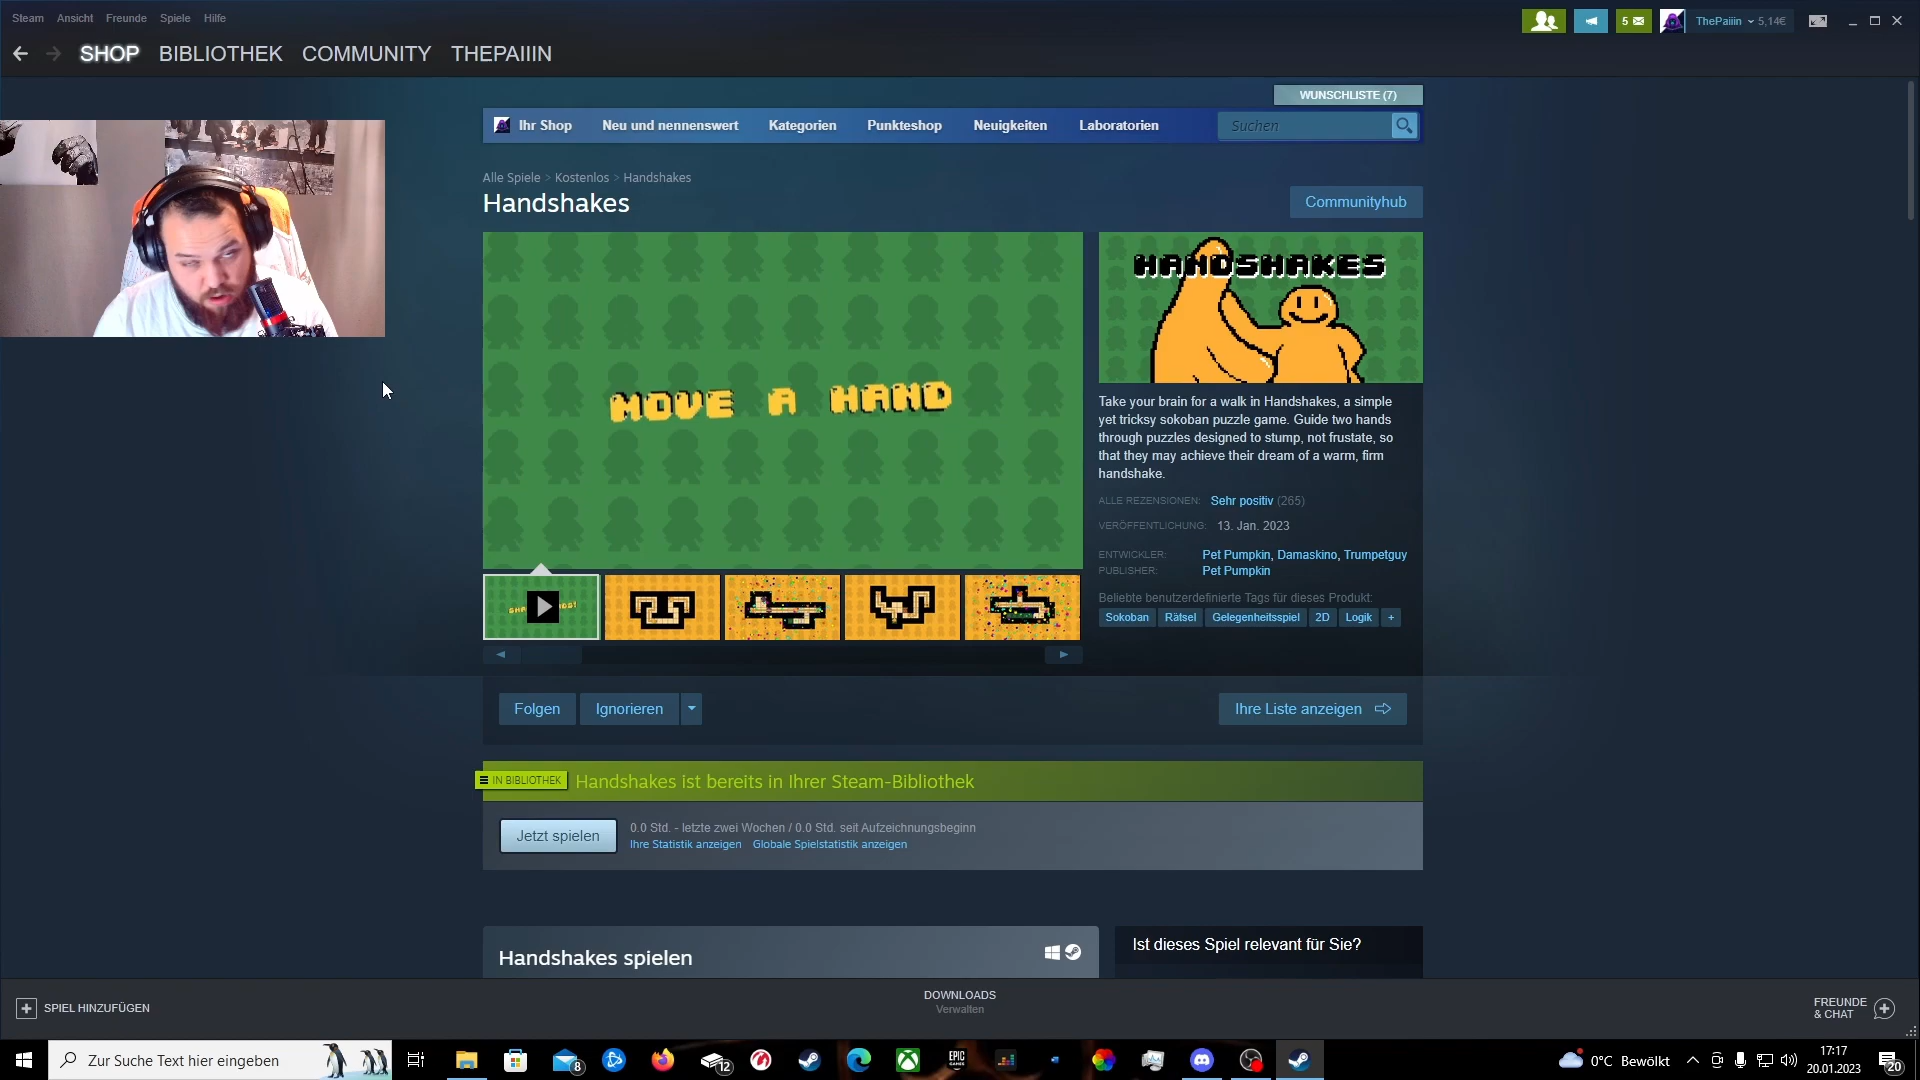 Steam Ansicht Freunde Spiele Hilfe
5
ThePaiiin 5,14€
SHOP BIBLIOTHEK COMMUNITY THEPAIIIN
WUNSCHLISTE (7)
Ihr Shop Neu und nennenswert Kategorien Punkteshop Neuigkeiten Laboratorien
Suchen
Alle Spiele > Kostenlos > Handshakes
Handshakes
Communityhub
MOVE A HAND
HANDSHAKES
Take your brain for a walk in Handshakes, a simple
yet tricksy sokoban puzzle game. Guide two hands
through puzzles designed to stump, not frustate, so
that they may achieve their dream of a warm, firm
handshake.
ALLE REZENSIONEN: Sehr positiv (265)
VERÖFFENTLICHUNG: 13. Jan. 2023
ENTWICKLER: Pet Pumpkin, Damaskino, Trumpetguy
PUBLISHER: Pet Pumpkin
Beliebte benutzerdefinierte Tags für dieses Produkt:
Sokoban Rätsel Gelegenheitsspiel 2D Logik +
Folgen Ignorieren
Ihre Liste anzeigen
IN BIBLIOTHEK Handshakes ist bereits in Ihrer Steam-Bibliothek
Jetzt spielen
0.0 Std. - letzte zwei Wochen / 0.0 Std. seit Aufzeichnungsbeginn
Ihre Statistik anzeigen Globale Spielstatistik anzeigen
Handshakes spielen
Ist dieses Spiel relevant für Sie?
SPIEL HINZUFÜGEN
DOWNLOADS
Verwalten
FREUNDE
& CHAT
Zur Suche Text hier eingeben
8
12
EPIC
GAMES
0°C Bewölkt
17:17
20.01.2023
20